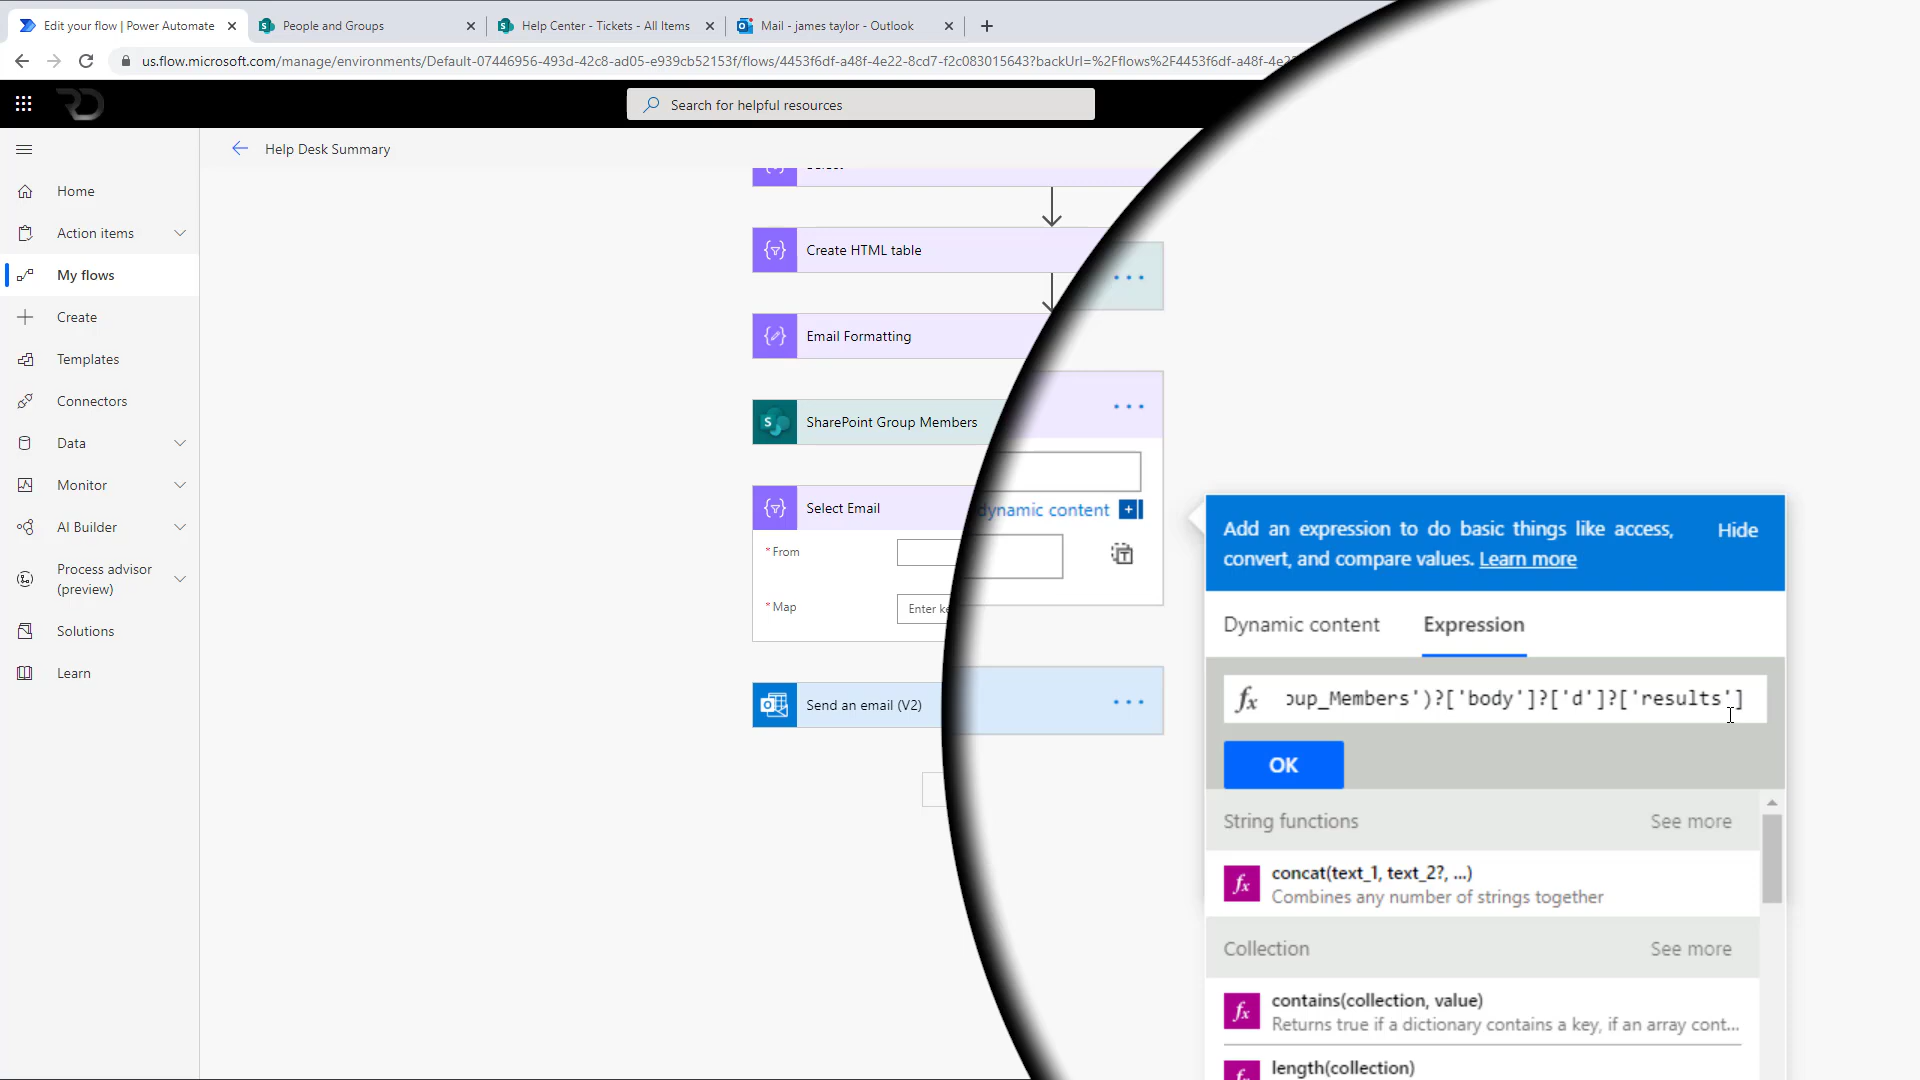 Edit your flow | Power Automate
People and Groups
Help Center - Tickets - All Items
Mail - james taylor - Outlook
us.flow.microsoft.com/manage/environments/Default-07446956-493d-42c8-ad05-e939cb52153f/flows/4453f6df-a48f-4e22-8cd7-f2c083015643?backUrl=%2Fflows%2F4453f6df-a48f-4e2
Search for helpful resources
Help Desk Summary
Home
Action items
My flows
Create
Templates
Connectors
Data
Monitor
AI Builder
Process advisor
(preview)
Solutions
Learn
Create HTML table
Email Formatting
SharePoint Group Members
Select Email
* From
dynamic content
* Map
Enter ke
Send an email (V2)
Add an expression to do basic things like access,
convert, and compare values. Learn more
Hide
Dynamic content
Expression
fx
oup_Members')?['body']?['d']?['results']
OK
String functions
See more
fx
concat(text_1, text_2?, ...)
Combines any number of strings together
Collection
See more
fx
contains(collection, value)
Returns true if a dictionary contains a key, if an array cont...
fx
length(collection)